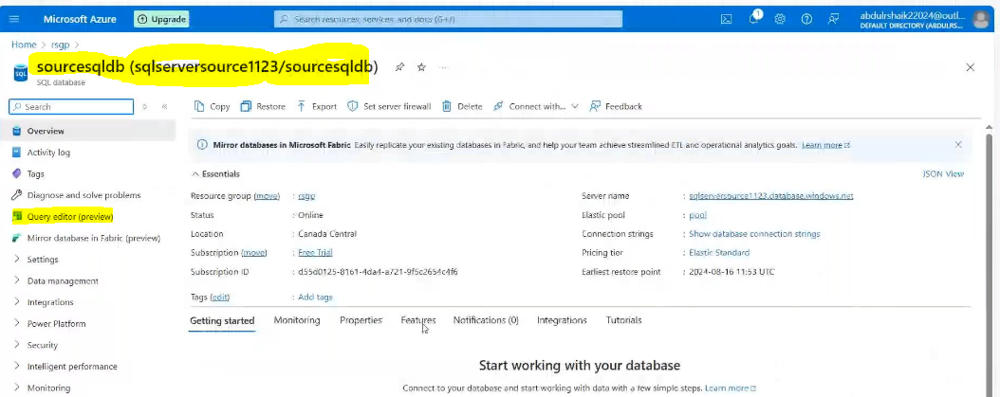 Microsoft Azure
Upgrade
Search resources, services, and docs (G+/)
1
abdulrshaik22024@outl...
DEFAULT DIRECTORY (ABDULRS...
Home > rsgp >
sourcesqldb (sqlserversource1123/sourcesqldb)
SQL
SQL database
Search
Copy
Restore
Export
Set server firewall
Delete
Connect with...
Feedback
Overview
Activity log
Tags
Diagnose and solve problems
Query editor (preview)
Mirror database in Fabric (preview)
Settings
Data management
Integrations
Power Platform
Security
Intelligent performance
Monitoring
Mirror databases in Microsoft Fabric Easily replicate your existing databases in Fabric, and help your team achieve streamlined ETL and operational analytics goals. Learn more
Essentials
JSON View
Resource group (move) : rsgp
Status : Online
Location : Canada Central
Subscription (move) : Free Trial
Subscription ID : d55d0125-8161-4da4-a721-9f5c2654c4f6
Server name : sqlserversource1123.database.windows.net
Elastic pool : pool
Connection strings : Show database connection strings
Pricing tier : Elastic Standard
Earliest restore point : 2024-08-16 11:53 UTC
Tags (edit) : Add tags
Getting started
Monitoring
Properties
Features
Notifications (0)
Integrations
Tutorials
Start working with your database
Connect to your database and start working with data with a few simple steps. Learn more